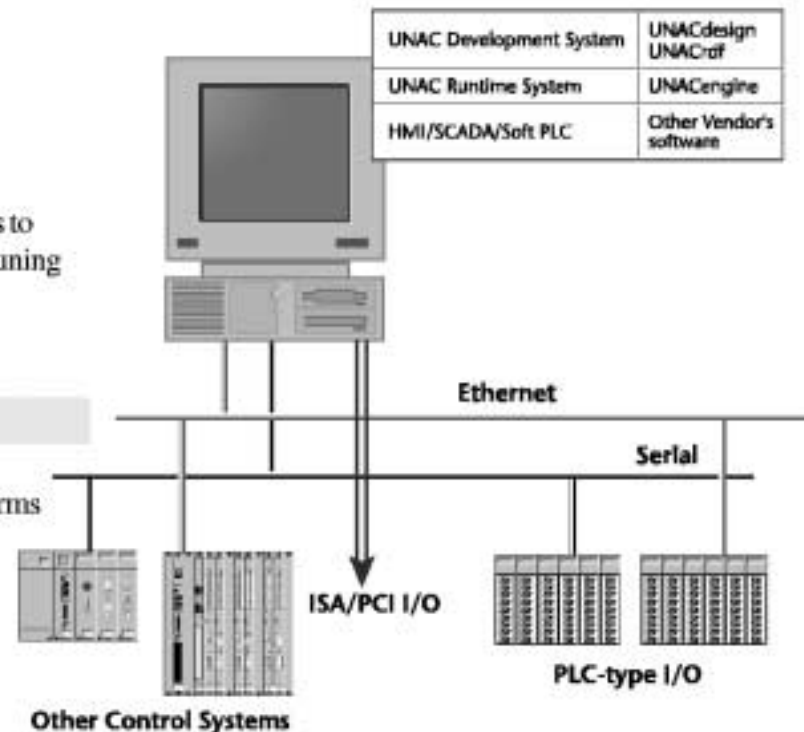 UNAC Development System
UNACdesign
UNACrdf
UNAC Runtime System
UNACengine
HMI/SCADA/Soft PLC
Other Vendor's
software
s to
uning
rms
Ethernet
Serial
ISA/PCI I/O
PLC-type I/O
Other Control Systems